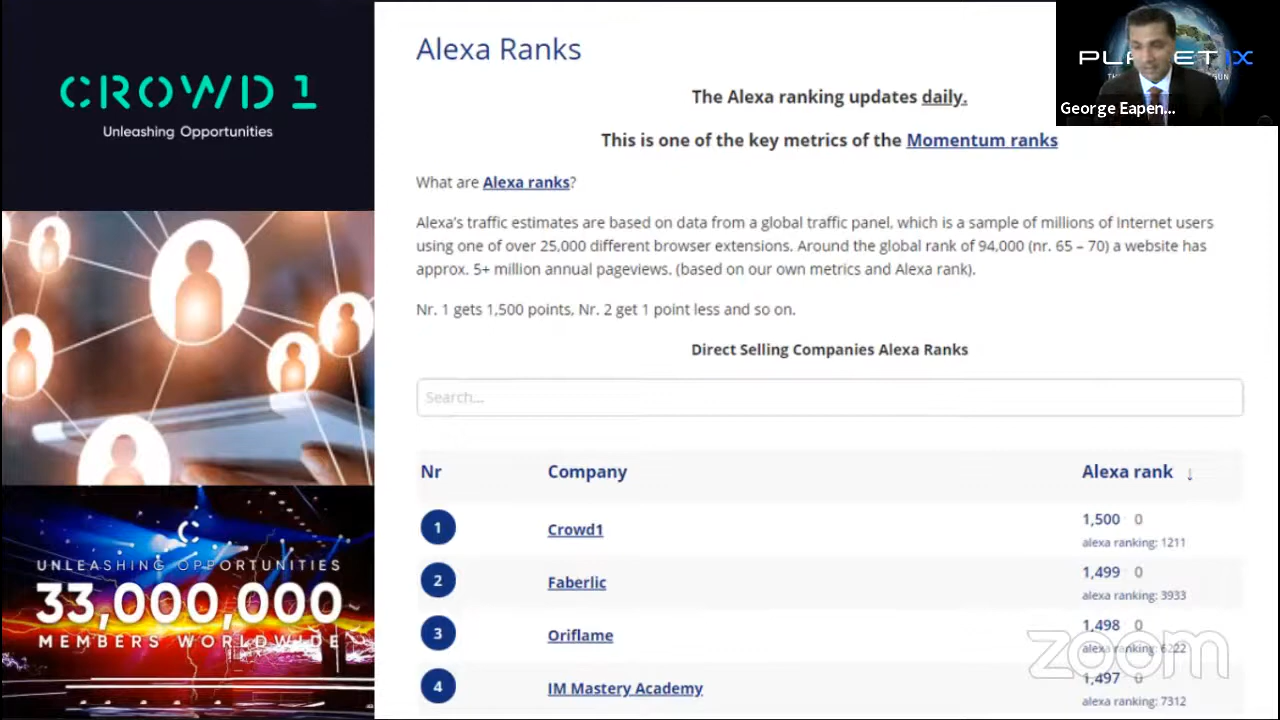 CROWD 1
Unleashing Opportunities
UNLEASHING OPPORTUNITIES
33,000,000
MEMBERS WORLDWIDE
Alexa Ranks
The Alexa ranking updates daily.
This is one of the key metrics of the Momentum ranks
What are Alexa ranks?
Alexa's traffic estimates are based on data from a global traffic panel, which is a sample of millions of Internet users
using one of over 25,000 different browser extensions. Around the global rank of 94,000 (nr. 65 – 70) a website has
approx. 5+ million annual pageviews. (based on our own metrics and Alexa rank).
Nr. 1 gets 1,500 points, Nr. 2 get 1 point less and so on.
Direct Selling Companies Alexa Ranks
Search...
Nr Company Alexa rank ↓
1 Crowd1 1,500 0
alexa ranking: 1211
2 Faberlic 1,499 0
alexa ranking: 3933
3 Oriflame 1,498 0
alexa ranking: 6222
4 IM Mastery Academy 1,497 0
alexa ranking: 7312
George Eapen...
zoom